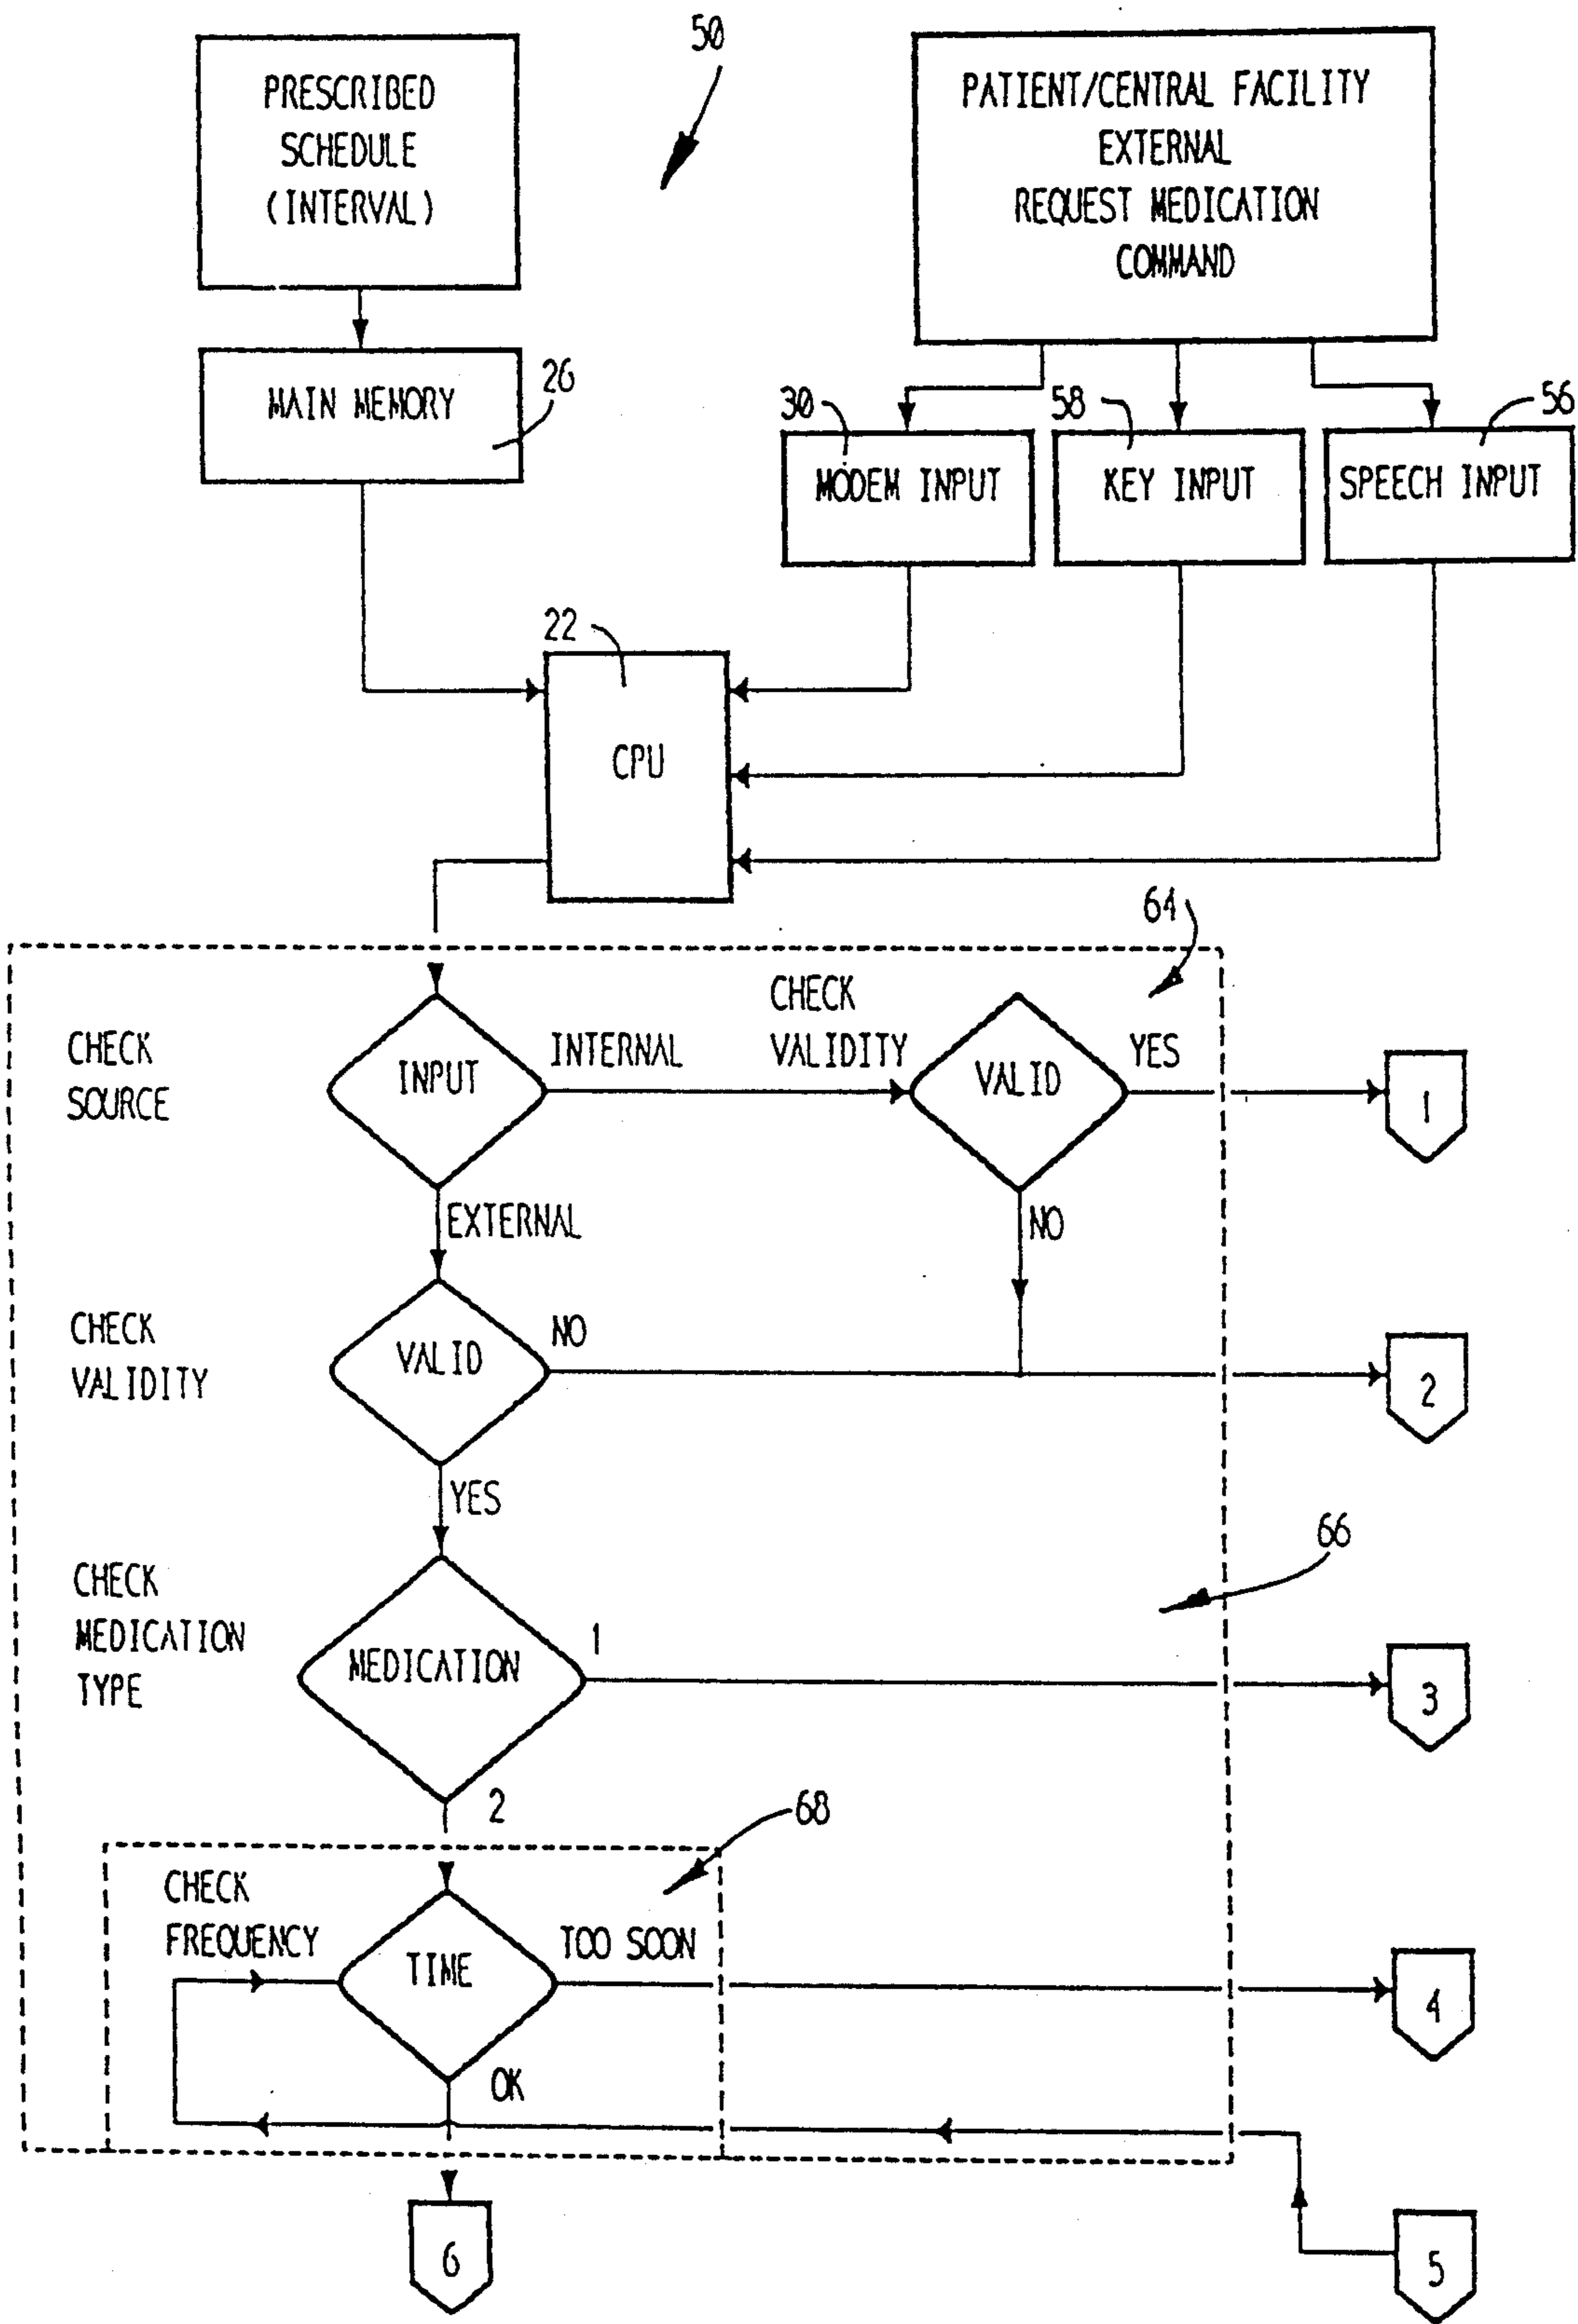 50
PRESCRIBED
SCHEDULE
(INTERVAL)
PATIENT/CENTRAL FACILITY
EXTERNAL
REQUEST MEDICATION
COMMAND
MAIN MEMORY
26
30
MODEM INPUT
58
KEY INPUT
56
SPEECH INPUT
22
CPU
64
CHECK
SOURCE
INPUT
INTERNAL
CHECK
VALIDITY
VALID
YES
1
EXTERNAL
NO
CHECK
VALIDITY
VALID
NO
2
YES
66
CHECK
MEDICATION
TYPE
MEDICATION
1
3
2
68
CHECK
FREQUENCY
TIME
TOO SOON
4
OK
6
5